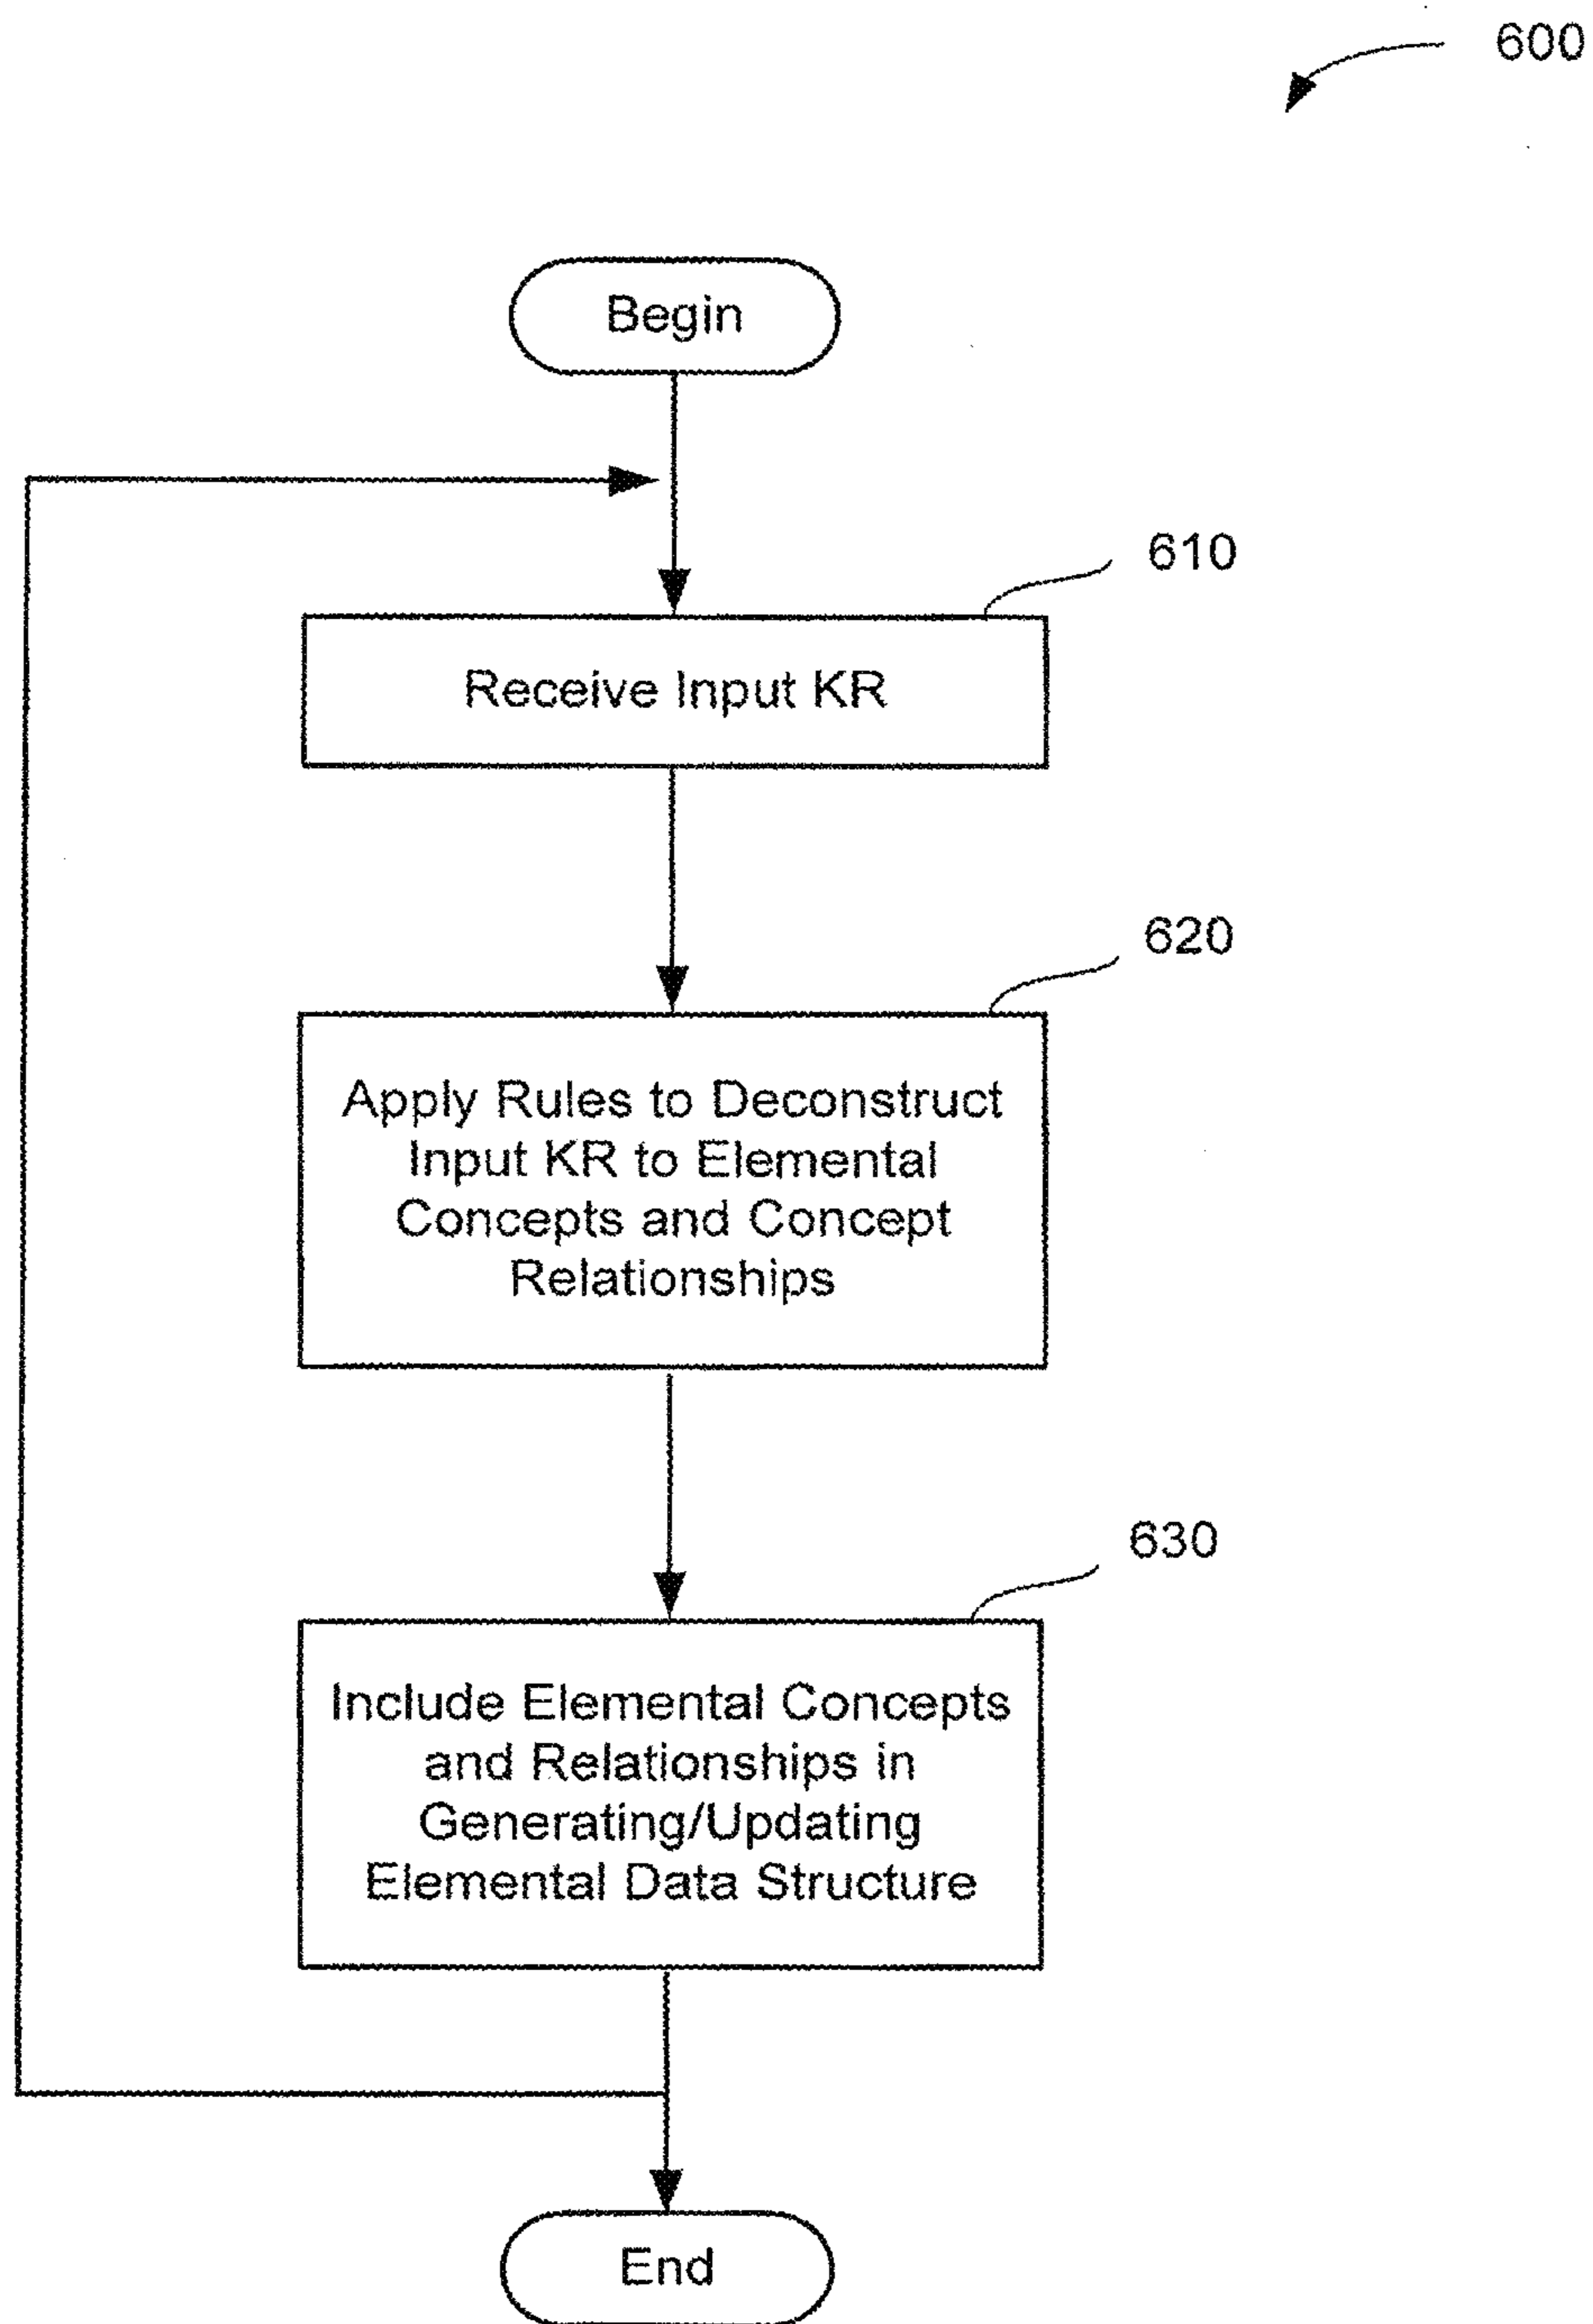 600
Begin
610
Receive Input KR
620
Apply Rules to Deconstruct
Input KR to Elemental
Concepts and Concept
Relationships
630
Include Elemental Concepts
and Relationships in
Generating/Updating
Elemental Data Structure
End